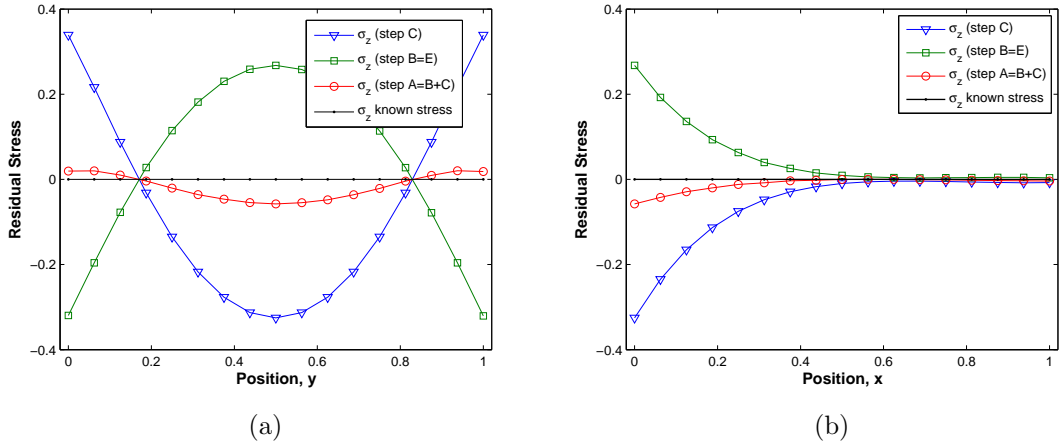 0.4
0.2
0
−0.2
−0.4
0
0.2
0.4
0.6
0.8
1
Residual Stress
Position, y
σz (step C)
σz (step B=E)
σz (step A=B+C)
σz known stress
(a)
0.4
0.2
0
−0.2
−0.4
0
0.2
0.4
0.6
0.8
1
Residual Stress
Position, x
σz (step C)
σz (step B=E)
σz (step A=B+C)
σz known stress
(b)